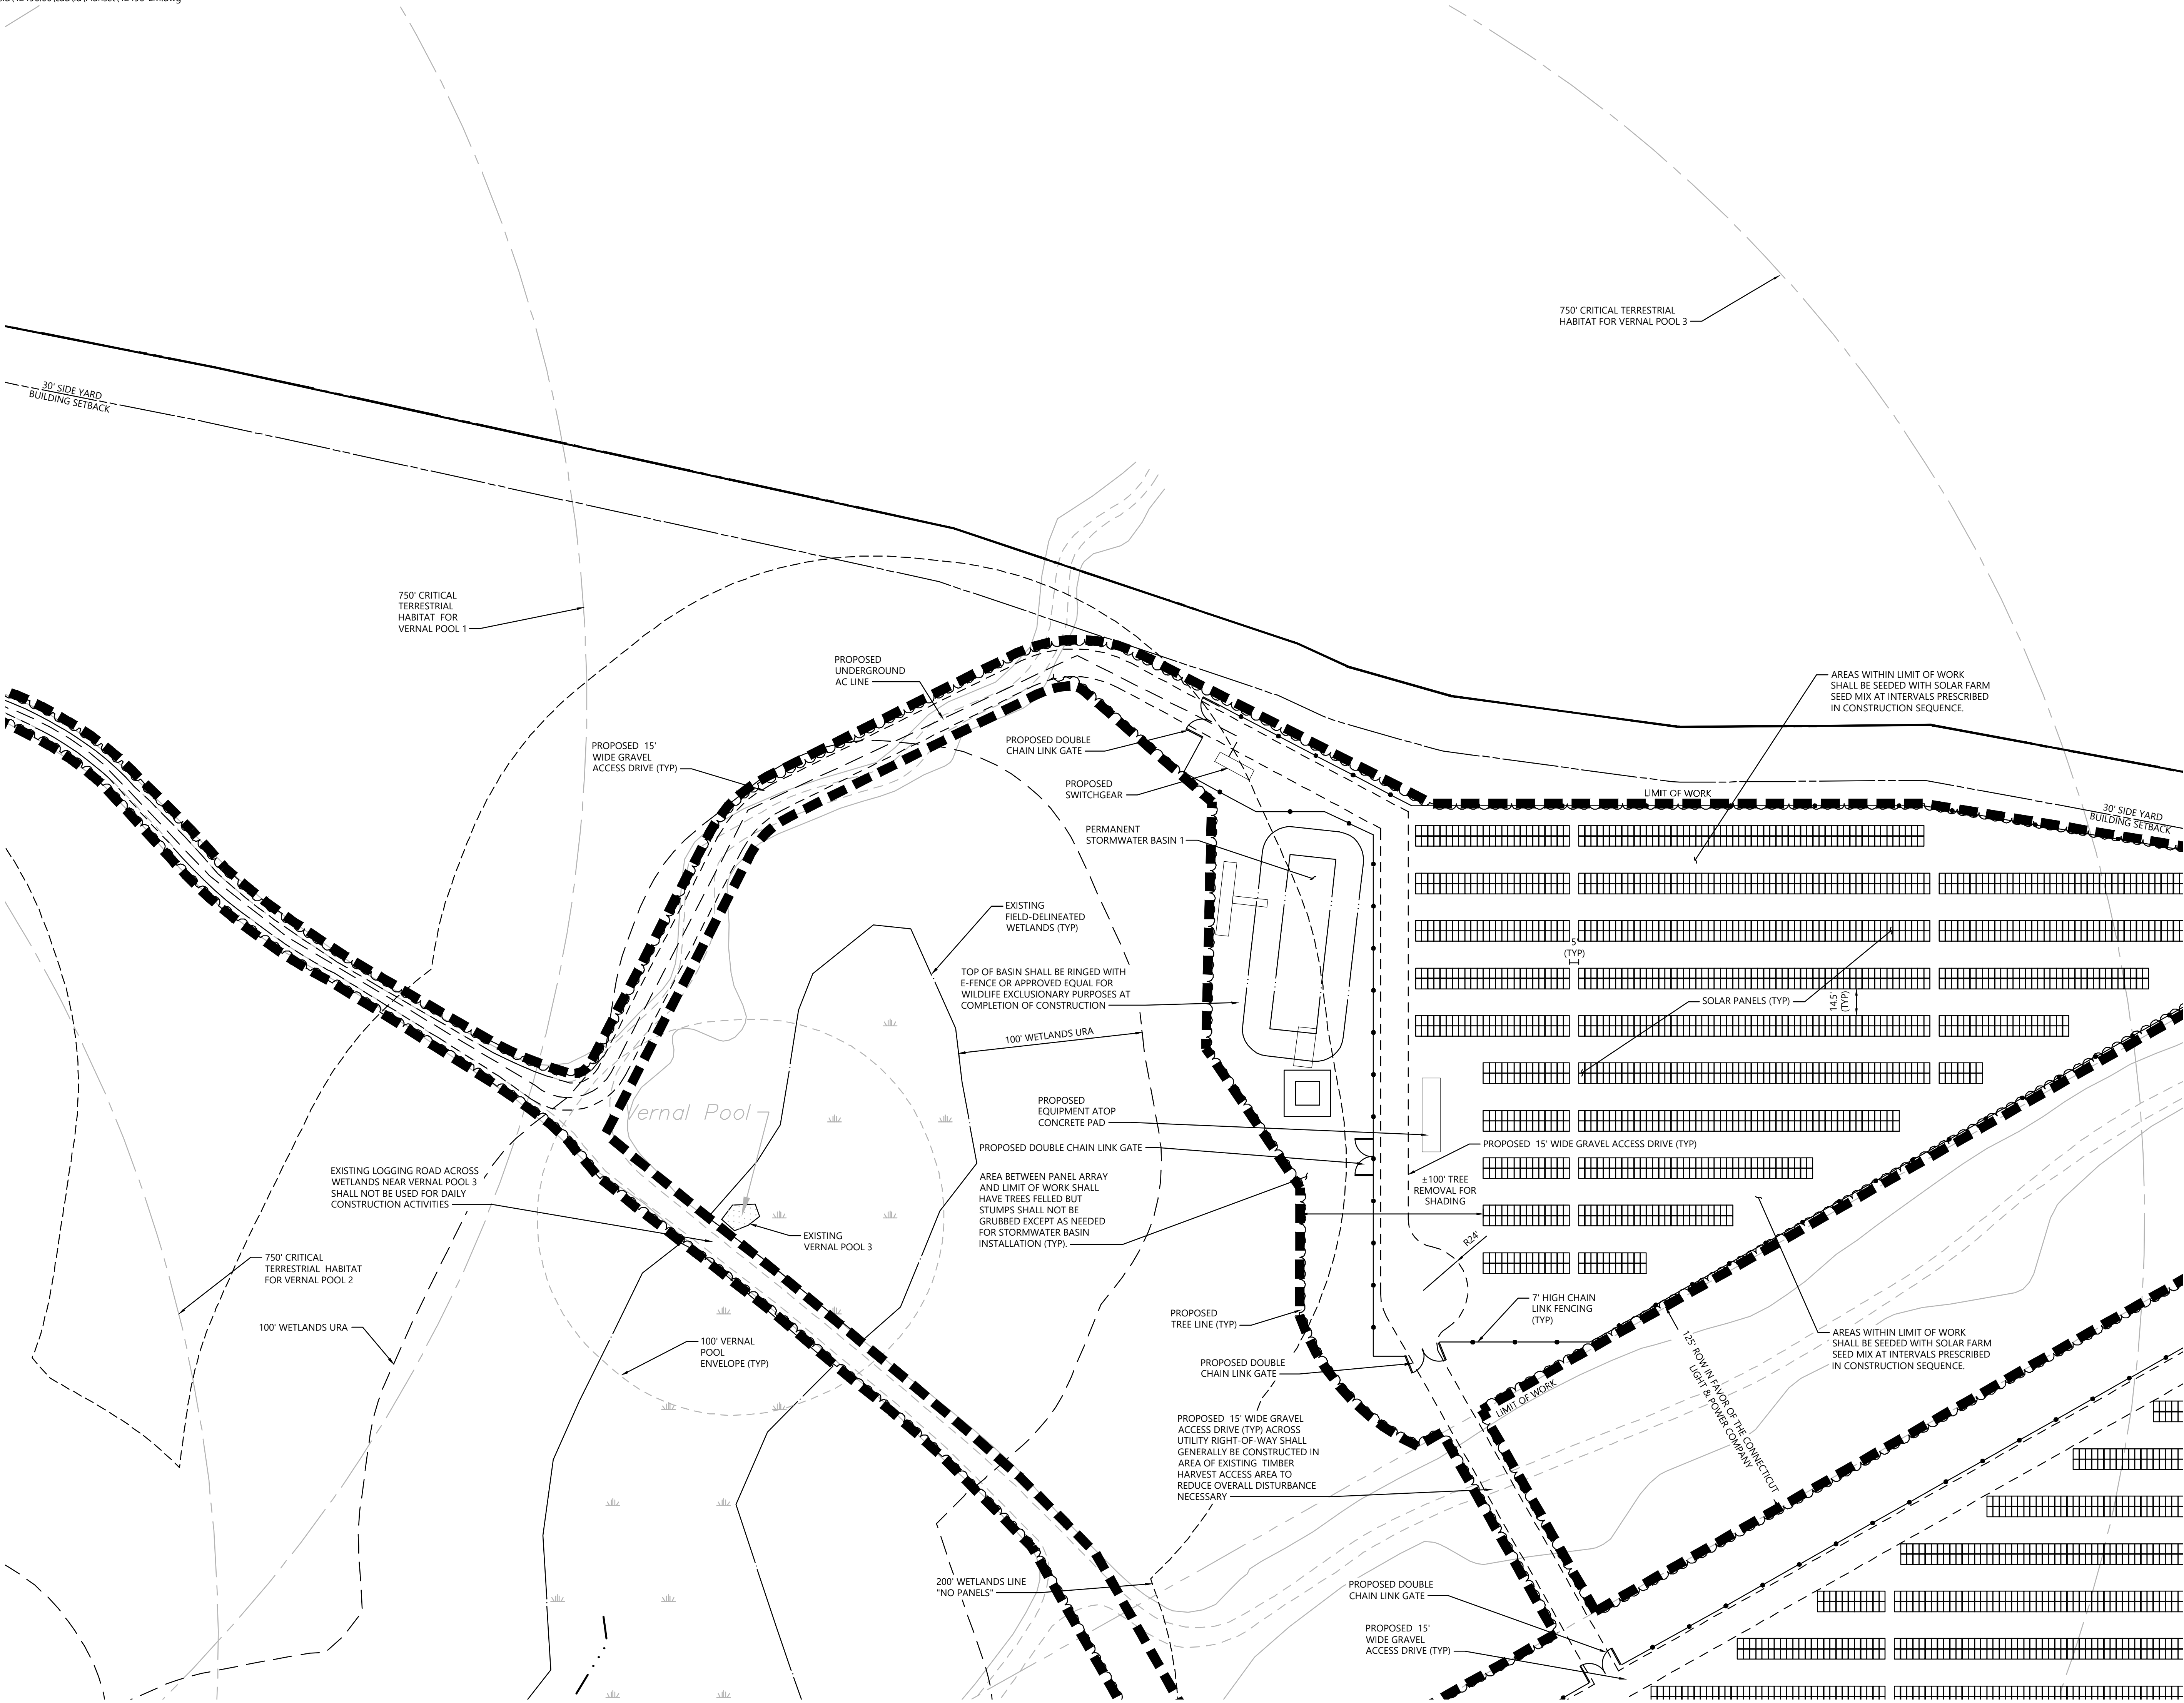 750' CRITICAL TERRESTRIAL
HABITAT FOR VERNAL POOL 3
30' SIDE YARD
BUILDING SETBACK
750' CRITICAL
TERRESTRIAL
HABITAT FOR
VERNAL POOL 1
PROPOSED
UNDERGROUND
AC LINE
AREAS WITHIN LIMIT OF WORK
SHALL BE SEEDED WITH SOLAR FARM
SEED MIX AT INTERVALS PRESCRIBED
IN CONSTRUCTION SEQUENCE.
PROPOSED 15'
WIDE GRAVEL
ACCESS DRIVE (TYP)
PROPOSED DOUBLE
CHAIN LINK GATE
PROPOSED
SWITCHGEAR
LIMIT OF WORK
30' SIDE YARD
BUILDING SETBACK
PERMANENT
STORMWATER BASIN 1
EXISTING
FIELD-DELINEATED
WETLANDS (TYP)
5'
(TYP)
TOP OF BASIN SHALL BE RINGED WITH
E-FENCE OR APPROVED EQUAL FOR
WILDLIFE EXCLUSIONARY PURPOSES AT
COMPLETION OF CONSTRUCTION
SOLAR PANELS (TYP)
14.5'
(TYP)
100' WETLANDS URA
Vernal Pool
PROPOSED
EQUIPMENT ATOP
CONCRETE PAD
PROPOSED DOUBLE CHAIN LINK GATE
PROPOSED 15' WIDE GRAVEL ACCESS DRIVE (TYP)
EXISTING LOGGING ROAD ACROSS
WETLANDS NEAR VERNAL POOL 3
SHALL NOT BE USED FOR DAILY
CONSTRUCTION ACTIVITIES
AREA BETWEEN PANEL ARRAY
AND LIMIT OF WORK SHALL
HAVE TREES FELLED BUT
STUMPS SHALL NOT BE
GRUBBED EXCEPT AS NEEDED
FOR STORMWATER BASIN
INSTALLATION (TYP).
±100' TREE
REMOVAL FOR
SHADING
EXISTING
VERNAL POOL 3
R24'
750' CRITICAL
TERRESTRIAL HABITAT
FOR VERNAL POOL 2
7' HIGH CHAIN
LINK FENCING
(TYP)
PROPOSED
TREE LINE (TYP)
100' WETLANDS URA
100' VERNAL
POOL
ENVELOPE (TYP)
AREAS WITHIN LIMIT OF WORK
SHALL BE SEEDED WITH SOLAR FARM
SEED MIX AT INTERVALS PRESCRIBED
IN CONSTRUCTION SEQUENCE.
PROPOSED DOUBLE
CHAIN LINK GATE
LIMIT OF WORK
125' ROW IN FAVOR OF THE CONNECTICUT
LIGHT & POWER COMPANY
PROPOSED 15' WIDE GRAVEL
ACCESS DRIVE (TYP) ACROSS
UTILITY RIGHT-OF-WAY SHALL
GENERALLY BE CONSTRUCTED IN
AREA OF EXISTING TIMBER
HARVEST ACCESS AREA TO
REDUCE OVERALL DISTURBANCE
NECESSARY
200' WETLANDS LINE
"NO PANELS"
PROPOSED DOUBLE
CHAIN LINK GATE
PROPOSED 15'
WIDE GRAVEL
ACCESS DRIVE (TYP)